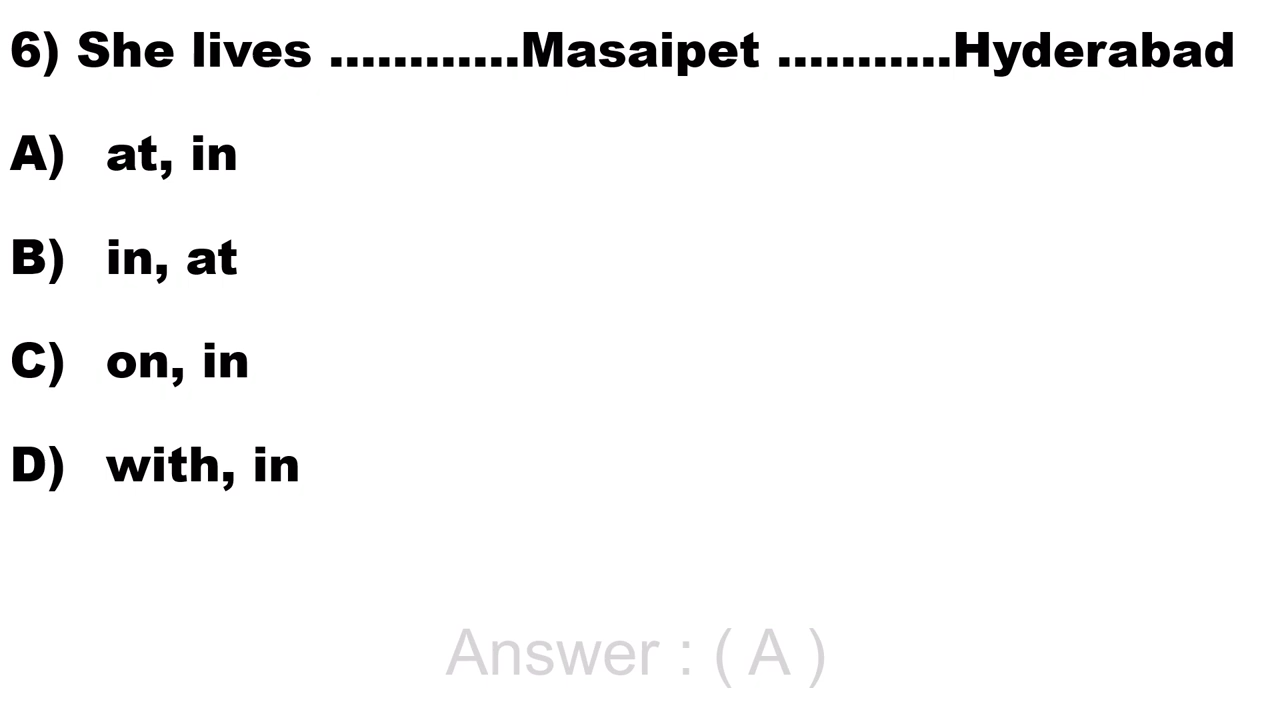 6) She lives ............Masaipet ...........Hyderabad
A) at, in
B) in, at
C) on, in
D) with, in
Answer : ( A )